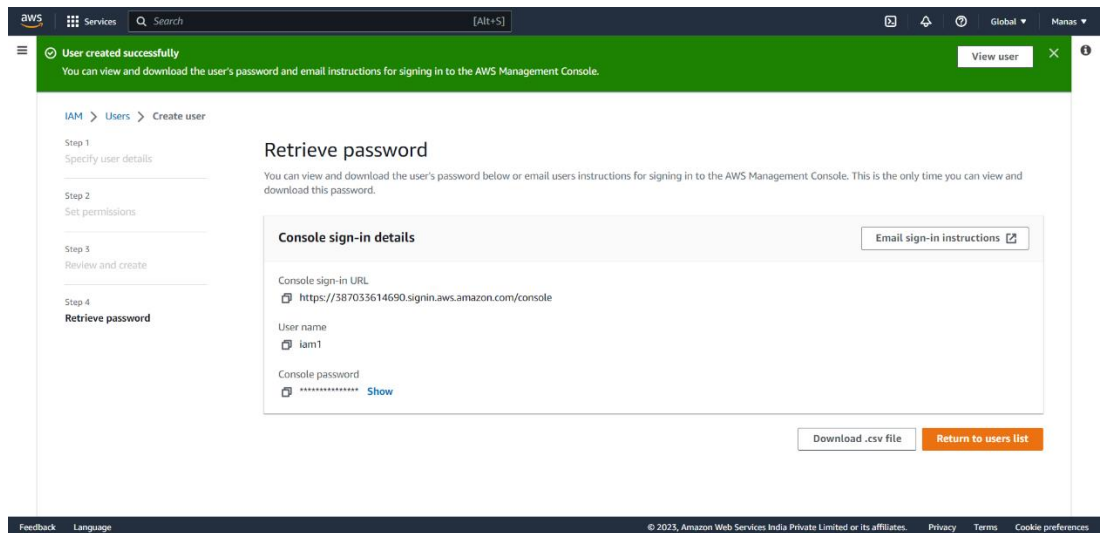 aws
Services
Search
[Alt+S]
Global
Manas
User created successfully
You can view and download the user's password and email instructions for signing in to the AWS Management Console.
View user
IAM > Users > Create user
Step 1
Specify user details
Step 2
Set permissions
Step 3
Review and create
Step 4
Retrieve password
Retrieve password
You can view and download the user's password below or email users instructions for signing in to the AWS Management Console. This is the only time you can view and
download this password.
Console sign-in details
Email sign-in instructions
Console sign-in URL
https://387033614690.signin.aws.amazon.com/console
User name
iam1
Console password
*************** Show
Download .csv file
Return to users list
Feedback
Language
© 2023, Amazon Web Services India Private Limited or its affiliates.
Privacy
Terms
Cookie preferences